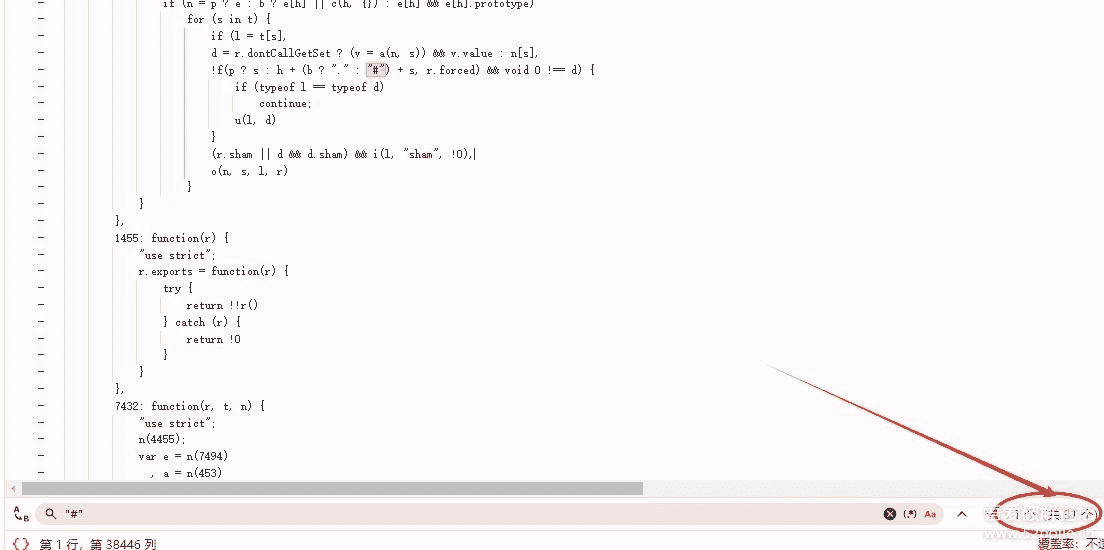 if (n = p ? e : b ? e[h] || c(h, {}) : e[h] && e[h].prototype)
for (s in t) {
if (l = t[s],
d = r.dontCallGetSet ? (v = a(n, s)) && v.value : n[s],
!f(p ? s : h + (b ? "." : "#") + s, r.forced) && void 0 !== d) {
if (typeof l == typeof d)
continue;
u(l, d)
}
(r.sham || d && d.sham) && i(l, "sham", !0),
o(n, s, l, r)
}
}
},
1455: function(r) {
"use strict";
r.exports = function(r) {
try {
return !!r()
} catch (r) {
return !0
}
}
},
7432: function(r, t, n) {
"use strict";
n(4455);
var e = n(7494)
, a = n(453)
"#"
(.*) Aa
{} 第 1 行，第 38446 列
覆盖率: 不